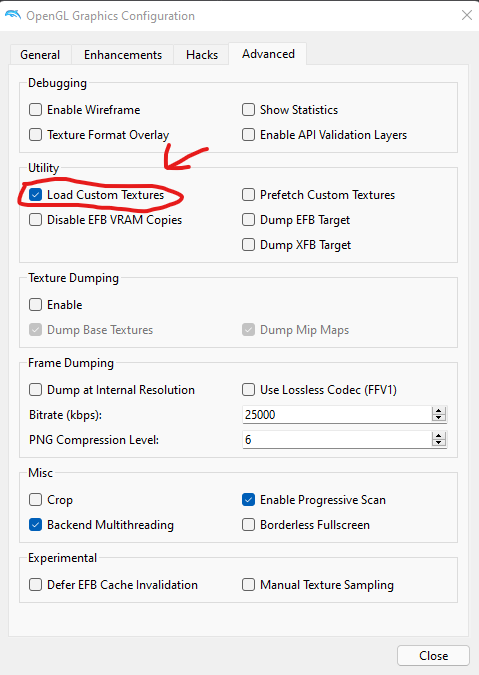 OpenGL Graphics Configuration
General Enhancements Hacks Advanced
Debugging
Enable Wireframe Show Statistics
Texture Format Overlay Enable API Validation Layers
Utility
Load Custom Textures Prefetch Custom Textures
Disable EFB VRAM Copies Dump EFB Target
Dump XFB Target
Texture Dumping
Enable
Dump Base Textures Dump Mip Maps
Frame Dumping
Dump at Internal Resolution Use Lossless Codec (FFV1)
Bitrate (kbps): 25000
PNG Compression Level: 6
Misc
Crop Enable Progressive Scan
Backend Multithreading Borderless Fullscreen
Experimental
Defer EFB Cache Invalidation Manual Texture Sampling
Close